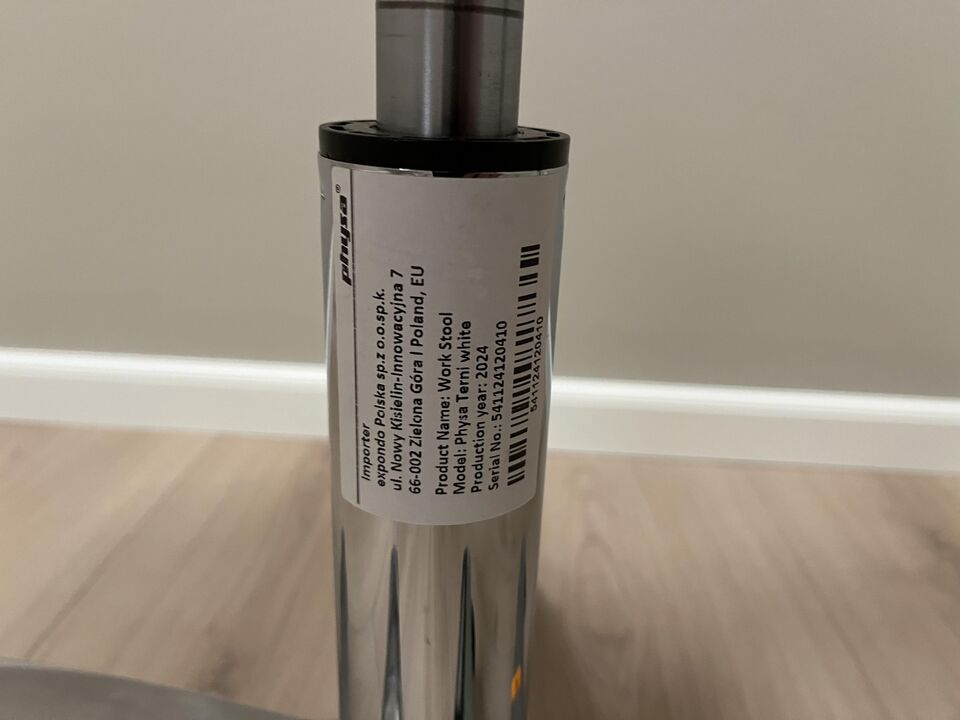 physa®
Importer
expondo Polska sp.z o.o.sp.k.
ul. Nowy Kisielin-Innowacyjna 7
66-002 Zielona Góra I Poland, EU
Product Name: Work Stool
Model: Physa Terni white
Production year: 2024
Serial No.: 541124120410
541124120410